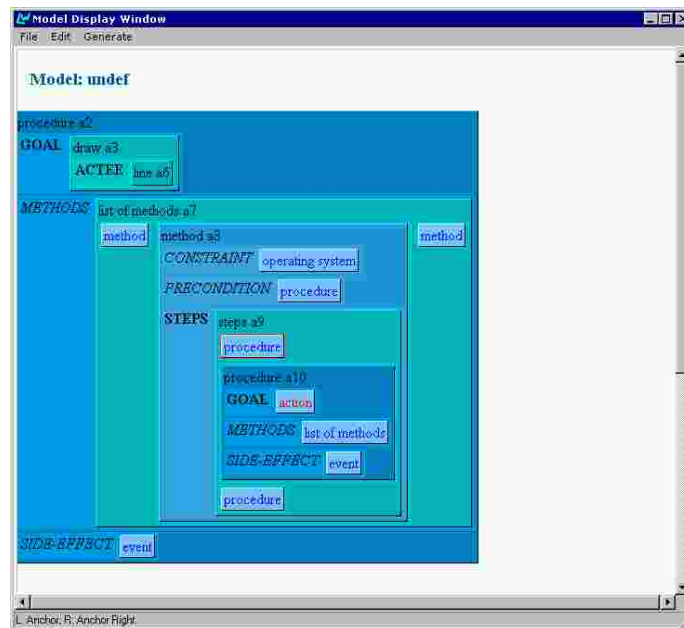 Model Display Window
File Edit Generate
Model: undef
procedure a2
GOAL draw a3
ACTEE line a6
METHODS list of methods a7
method method a8 method
CONSTRAINT operating system
PRECONDITION procedure
STEPS steps a9
procedure
procedure a10
GOAL action
METHODS list of methods
SIDE-EFFECT event
procedure
SIDE-EFFECT event
L: Anchor; R: Anchor Right